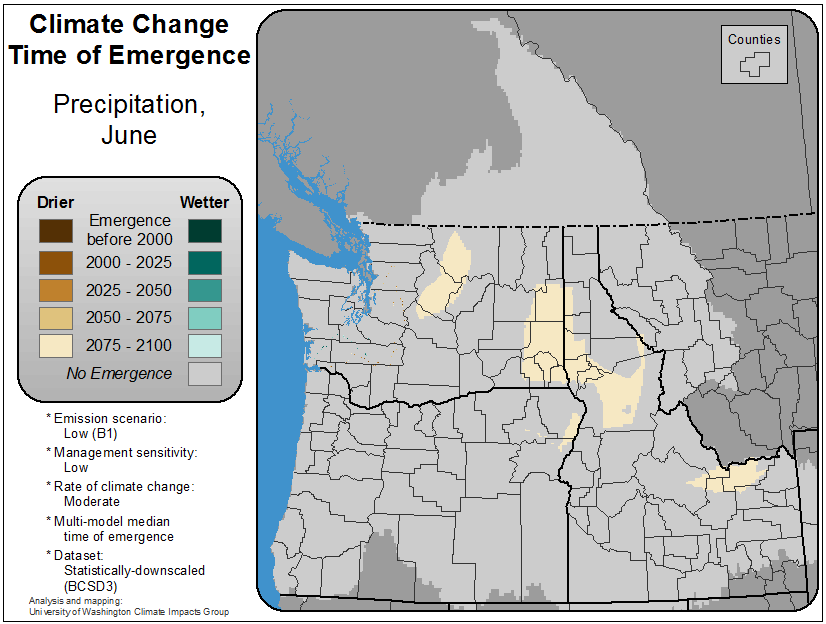 Climate Change
Time of Emergence
Precipitation,
June
Drier Wetter
Emergence
before 2000
2000 - 2025
2025 - 2050
2050 - 2075
2075 - 2100
No Emergence
* Emission scenario:
Low (B1)
* Management sensitivity:
Low
* Rate of climate change:
Moderate
* Multi-model median
time of emergence
* Dataset:
Statistically-downscaled
(BCSD3)
Analysis and mapping:
University of Washington Climate Impacts Group
Counties